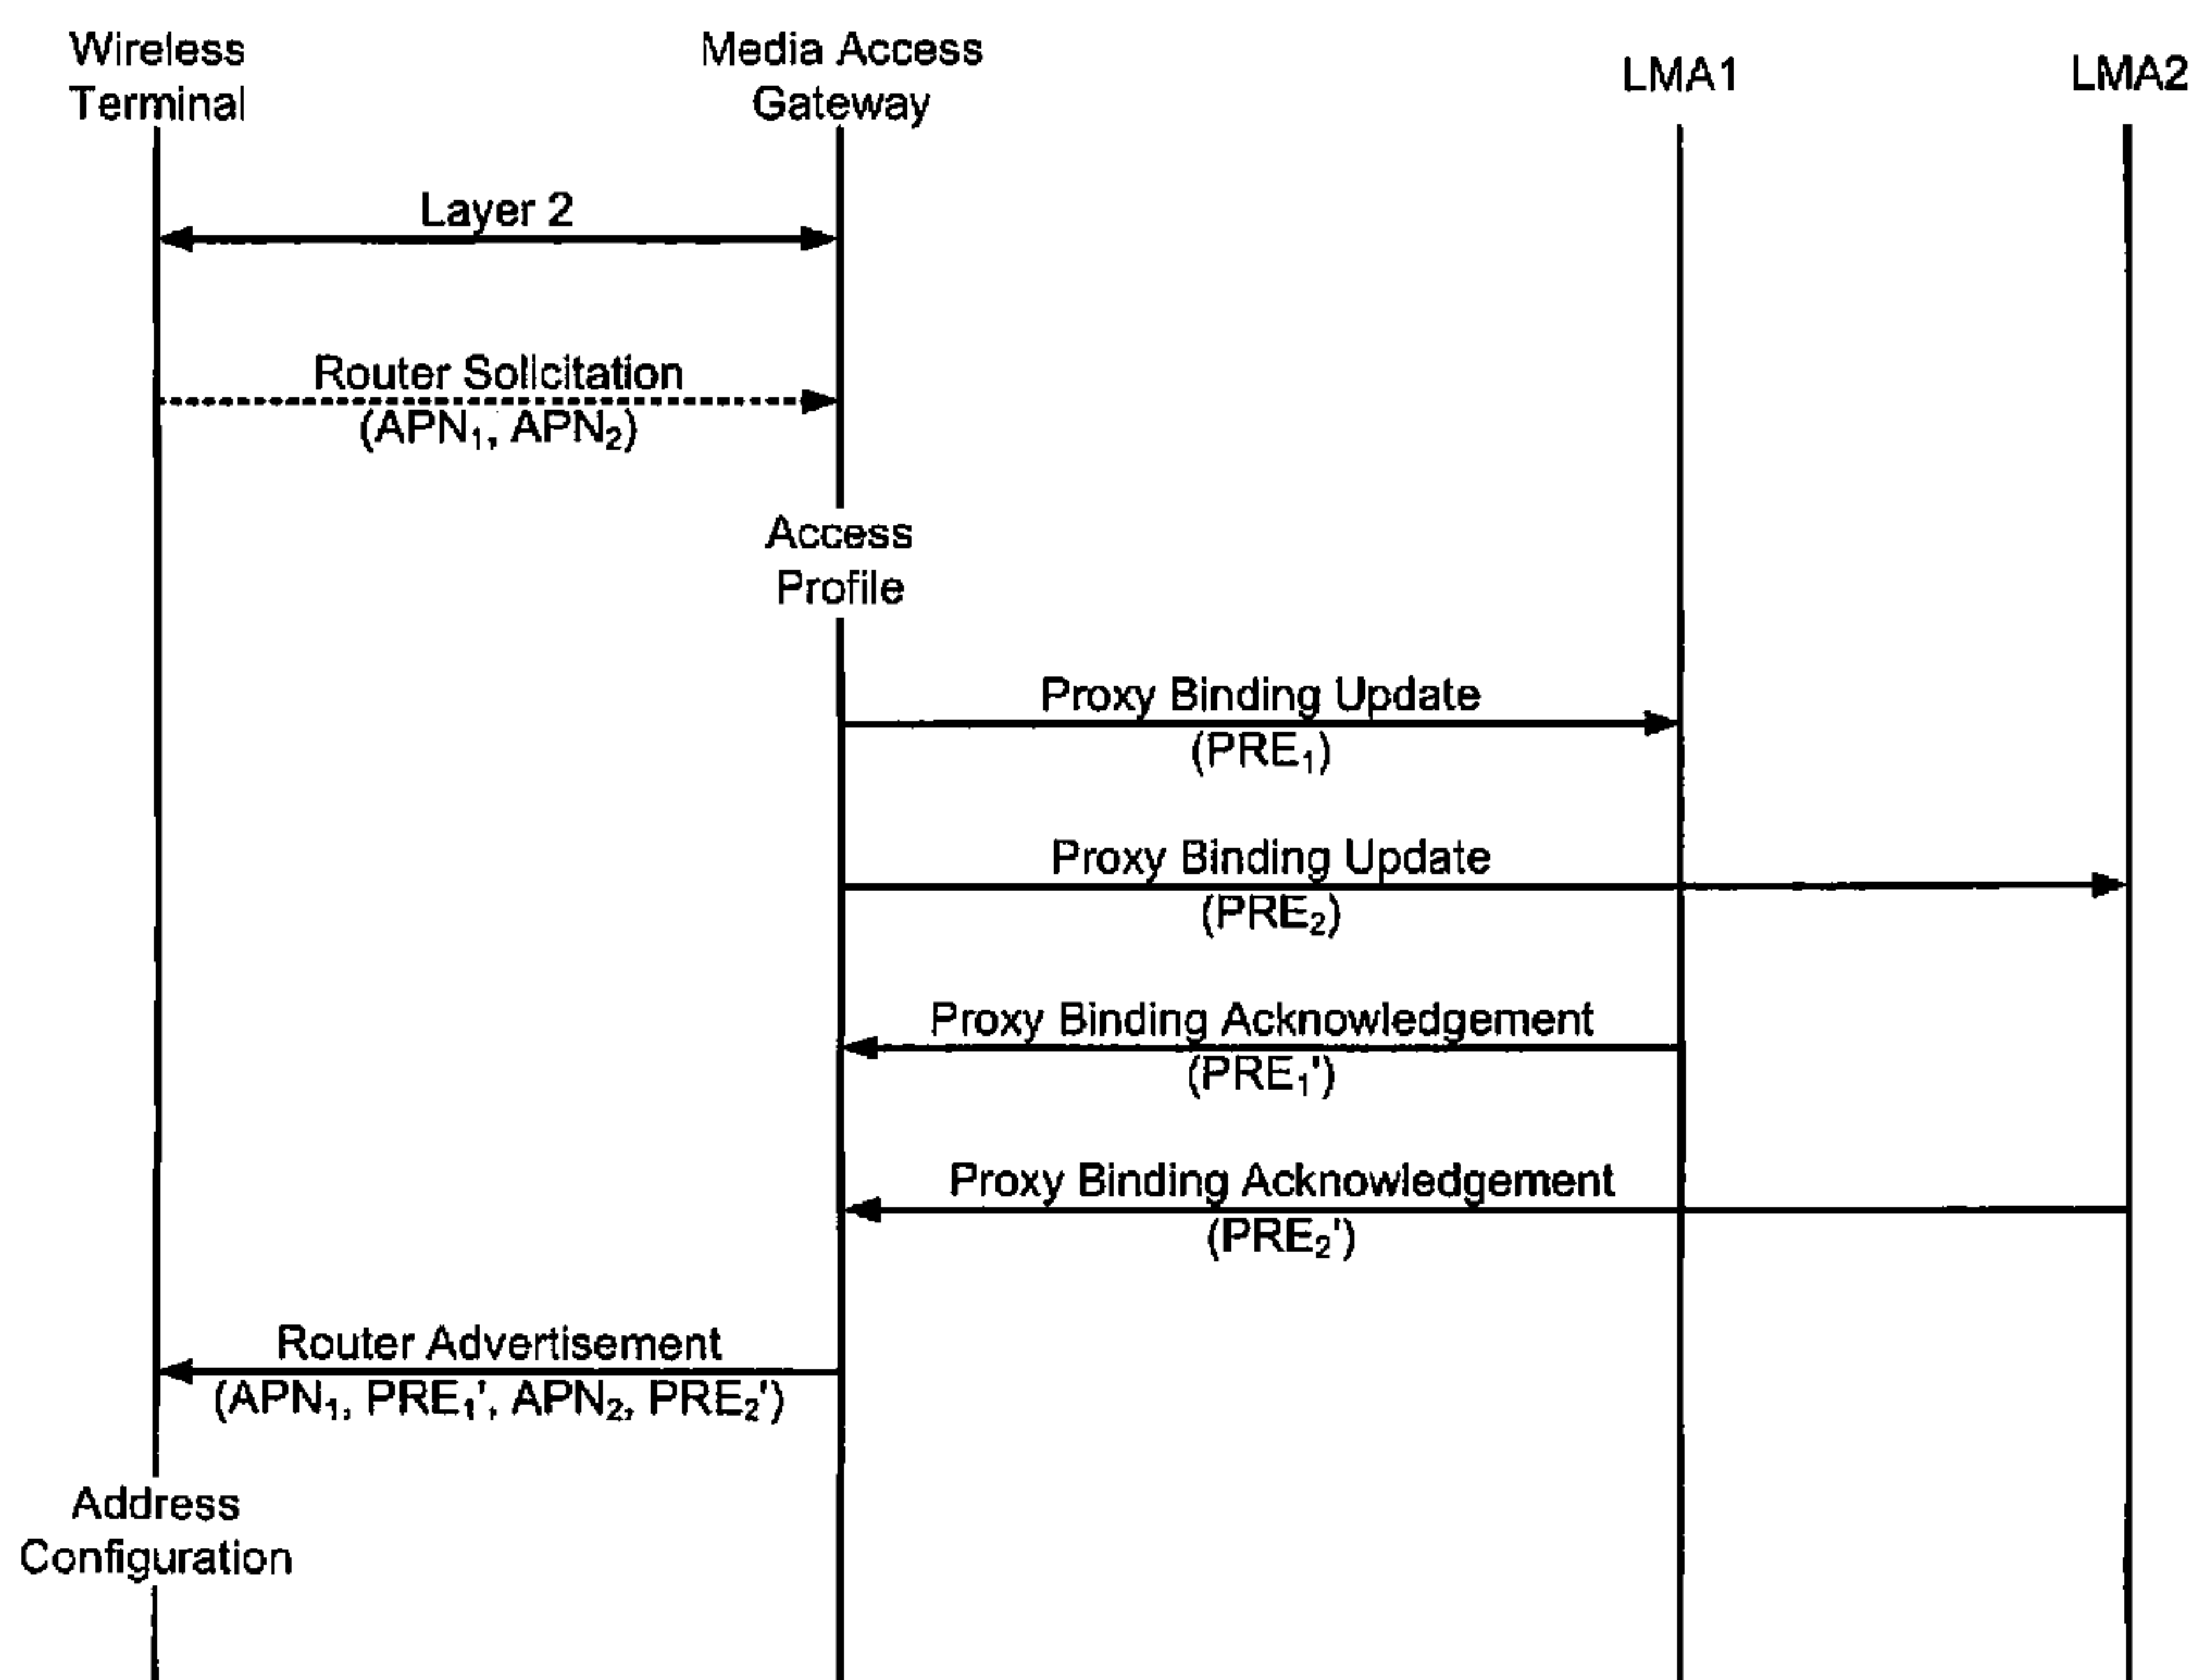 Wireless
Terminal
Media Access
Gateway
LMA1
LMA2
Layer 2
Router Solicitation
(APN₁, APN₂)
Access
Profile
Proxy Binding Update
(PRE₁)
Proxy Binding Update
(PRE₂)
Proxy Binding Acknowledgement
(PRE₁')
Proxy Binding Acknowledgement
(PRE₂')
Router Advertisement
(APN₁, PRE₁', APN₂, PRE₂')
Address
Configuration